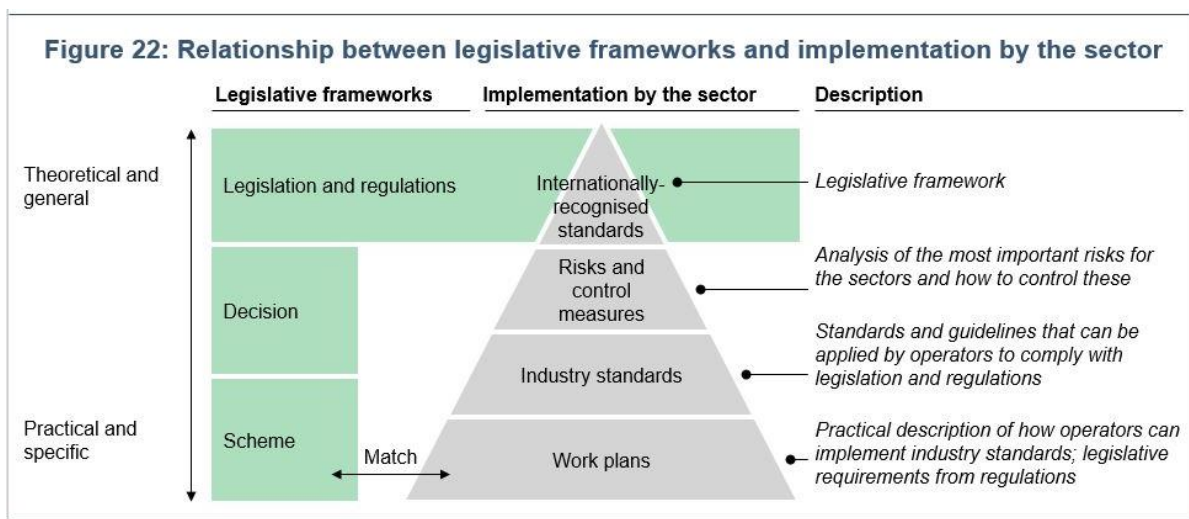 Figure 22: Relationship between legislative frameworks and implementation by the sector
Legislative frameworks
Implementation by the sector
Description
Theoretical and
general
Legislation and regulations
Internationally-
recognised
standards
Legislative framework
Decision
Risks and
control
measures
Analysis of the most important risks for
the sectors and how to control these
Industry standards
Standards and guidelines that can be
applied by operators to comply with
legislation and regulations
Practical and
specific
Scheme
Match
Work plans
Practical description of how operators can
implement industry standards; legislative
requirements from regulations